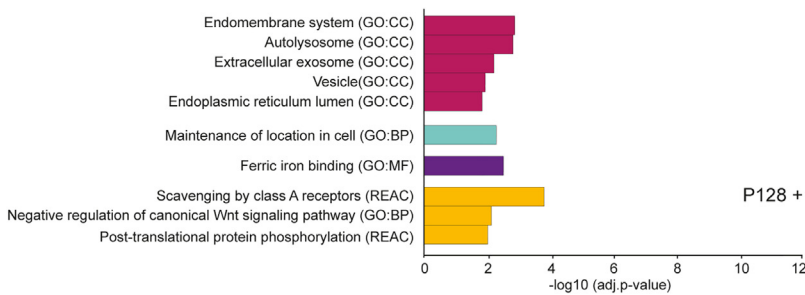 Endomembrane system (GO:CC)
Autolysosome (GO:CC)
Extracellular exosome (GO:CC)
Vesicle(GO:CC)
Endoplasmic reticulum lumen (GO:CC)
Maintenance of location in cell (GO:BP)
Ferric iron binding (GO:MF)
Scavenging by class A receptors (REAC)
P128 +
Negative regulation of canonical Wnt signaling pathway (GO:BP)
Post-translational protein phosphorylation (REAC)
0 2 4 6 8 10 12
-log10 (adj.p-value)